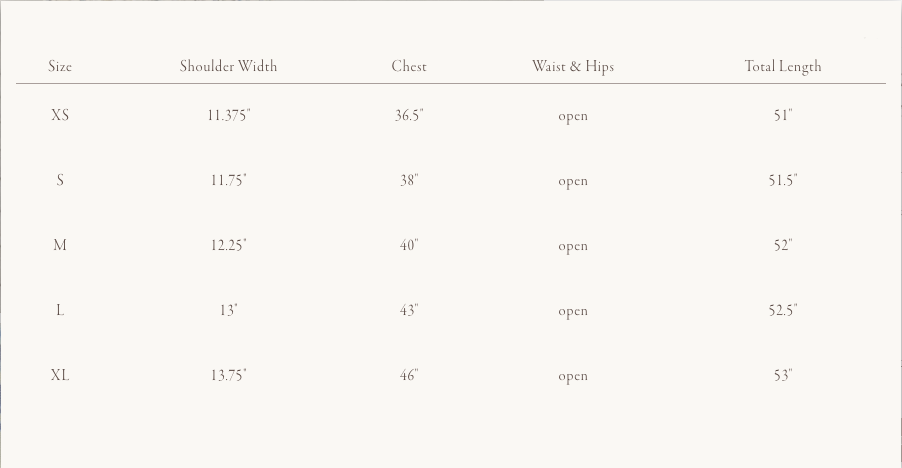 Size Shoulder Width Chest Waist & Hips Total Length
XS 11.375" 36.5" open 51"
S 11.75" 38" open 51.5"
M 12.25" 40" open 52"
L 13" 43" open 52.5"
XL 13.75" 46" open 53"